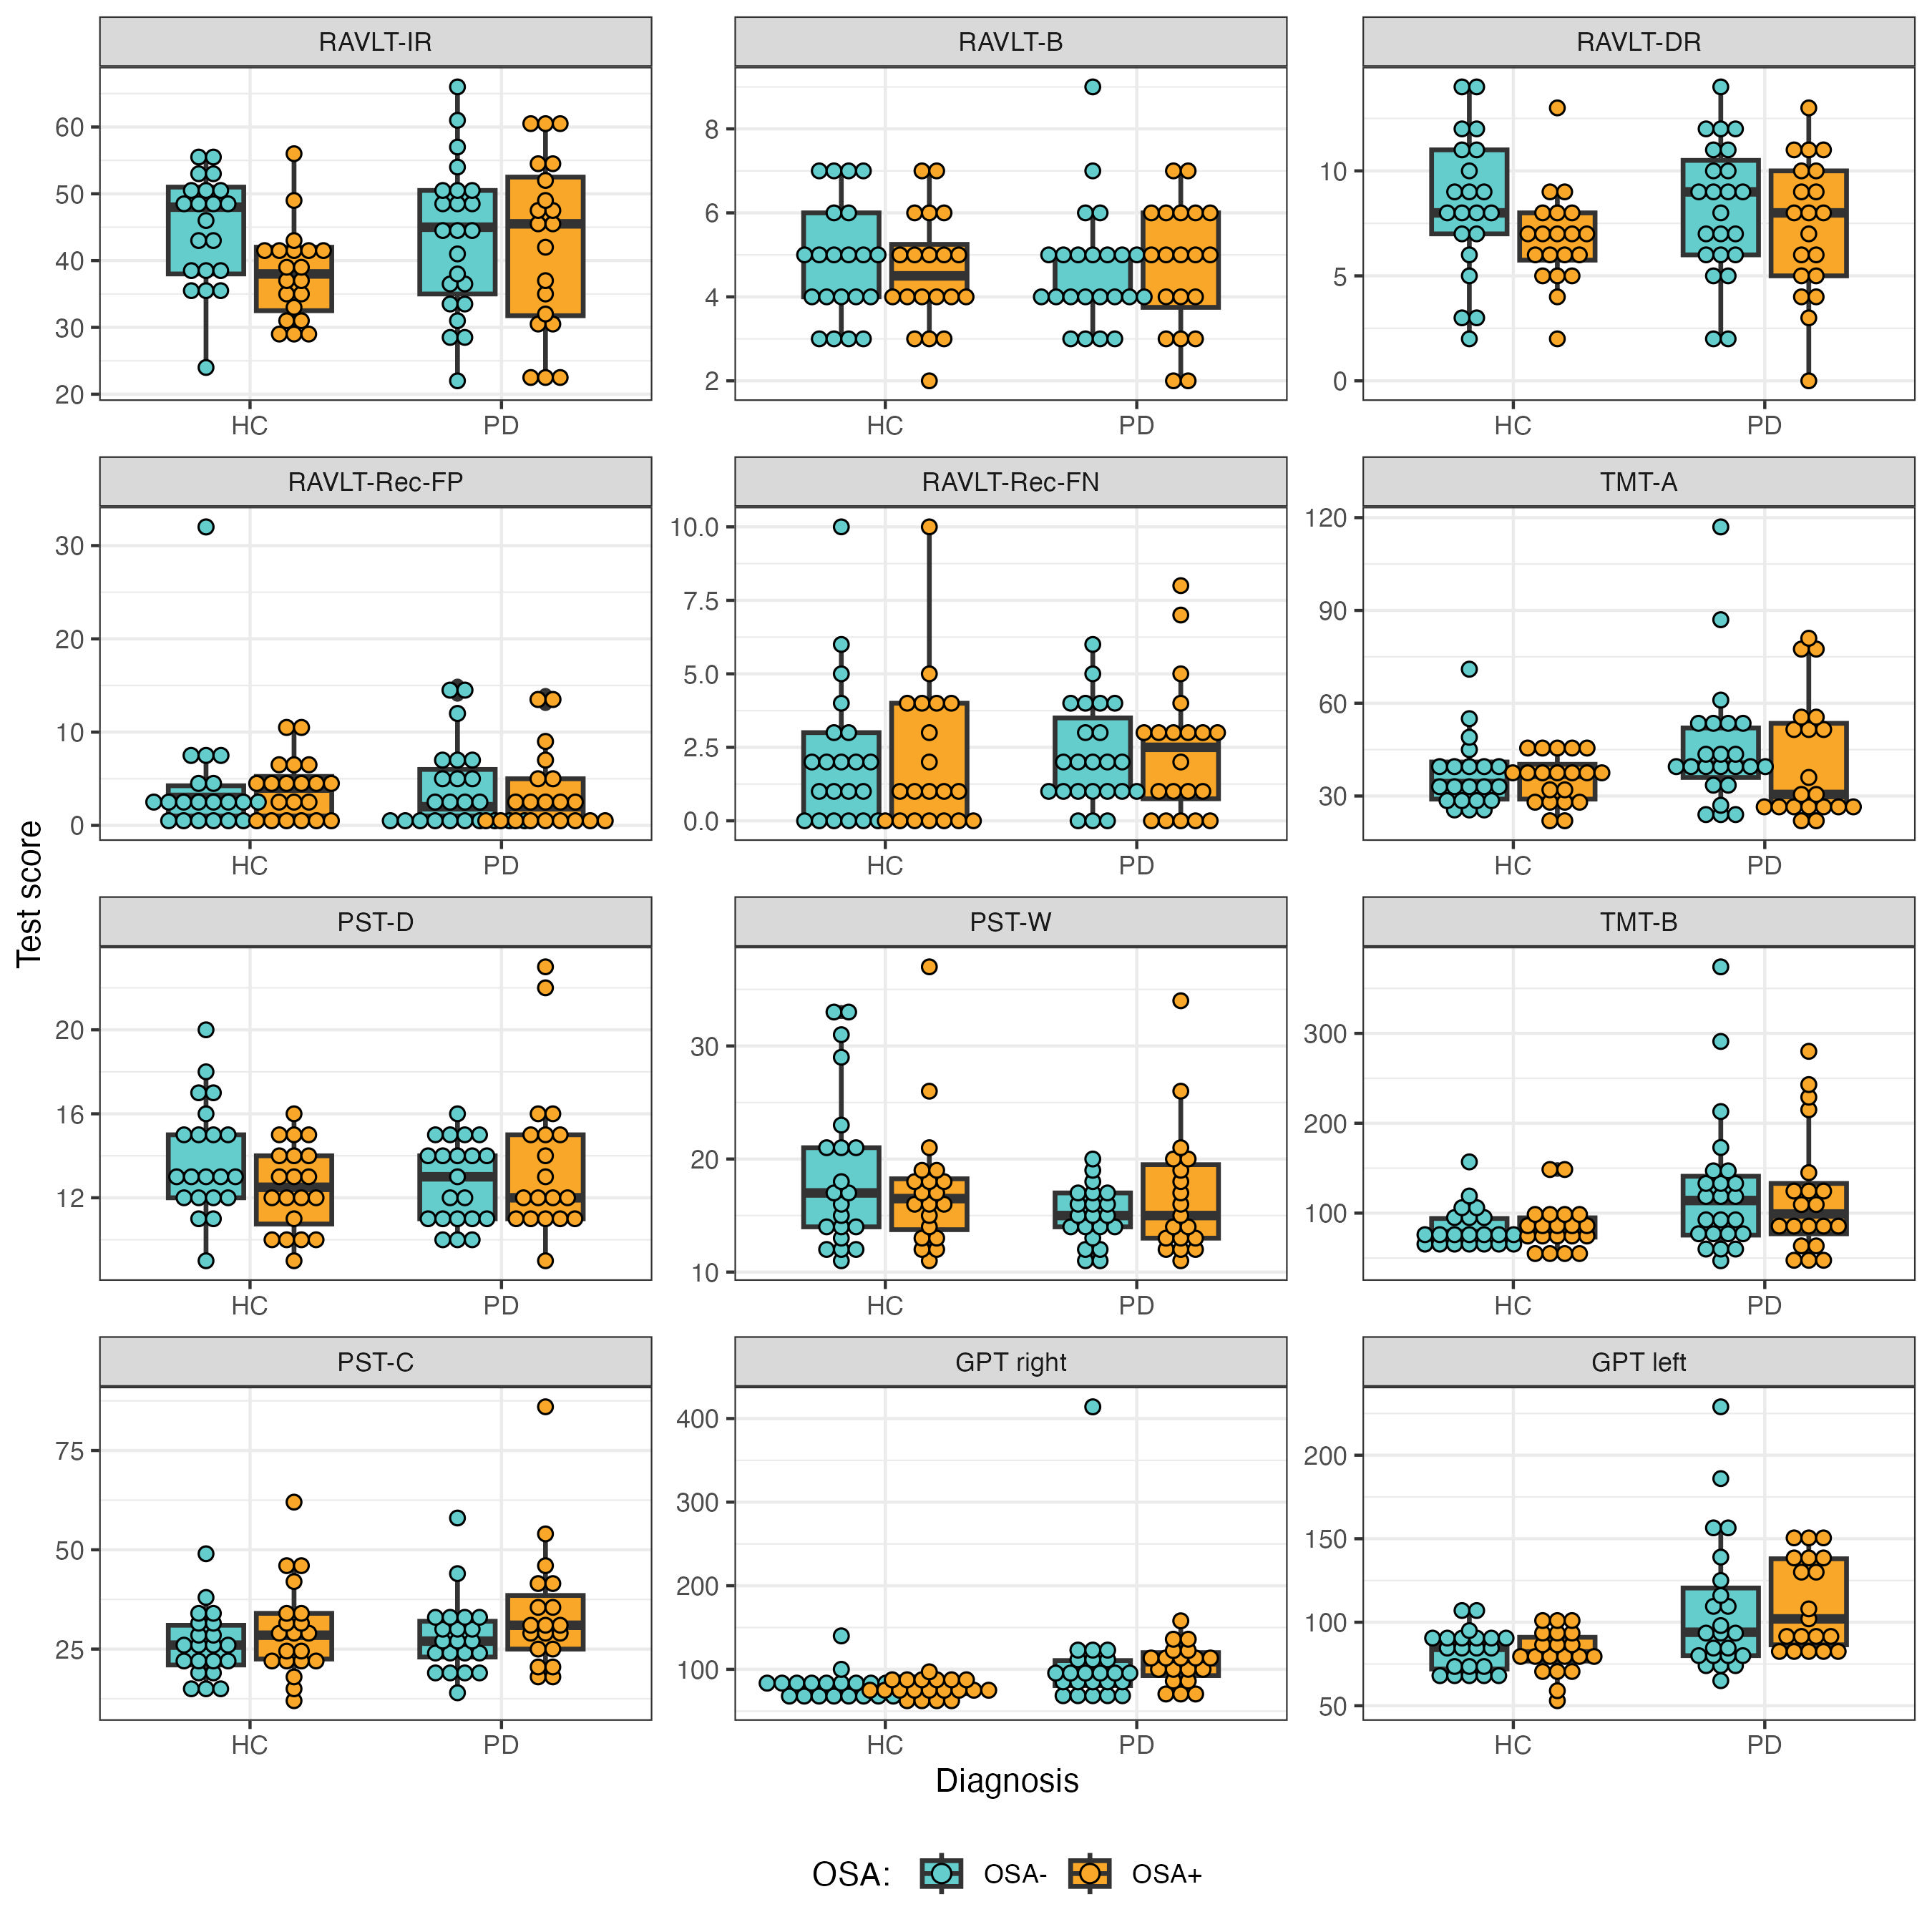 RAVLT-IR
RAVLT-B
RAVLT-DR
60
50
40
30
20
8
6
4
2
10
5
0
HC
PD
HC
PD
HC
PD
RAVLT-Rec-FP
RAVLT-Rec-FN
TMT-A
30
20
10
0
10.0
7.5
5.0
2.5
0.0
120
90
60
30
HC
PD
HC
PD
HC
PD
Test score
PST-D
PST-W
TMT-B
20
16
12
30
20
10
300
200
100
HC
PD
HC
PD
HC
PD
PST-C
GPT right
GPT left
75
50
25
400
300
200
100
200
150
100
50
HC
PD
HC
PD
HC
PD
Diagnosis
OSA: OSA- OSA+